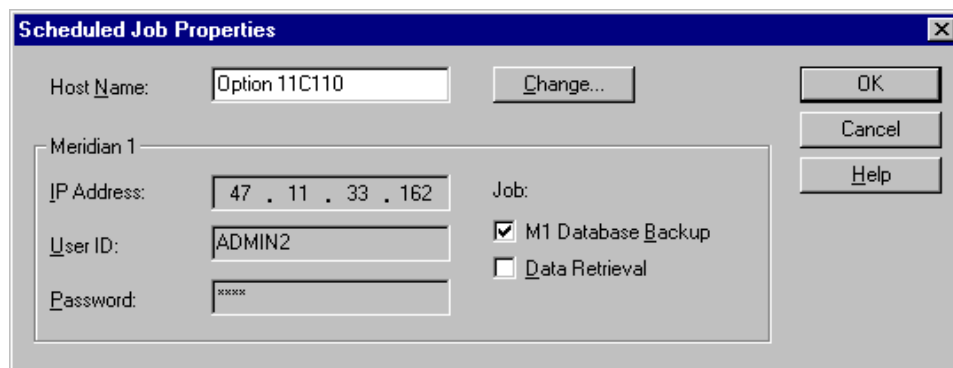 Scheduled Job Properties
Host Name: Option 11C110 Change... OK
Cancel
Meridian 1
Help
IP Address: 47 . 11 . 33 . 162 Job:
User ID: ADMIN2 M1 Database Backup
Data Retrieval
Password: ****